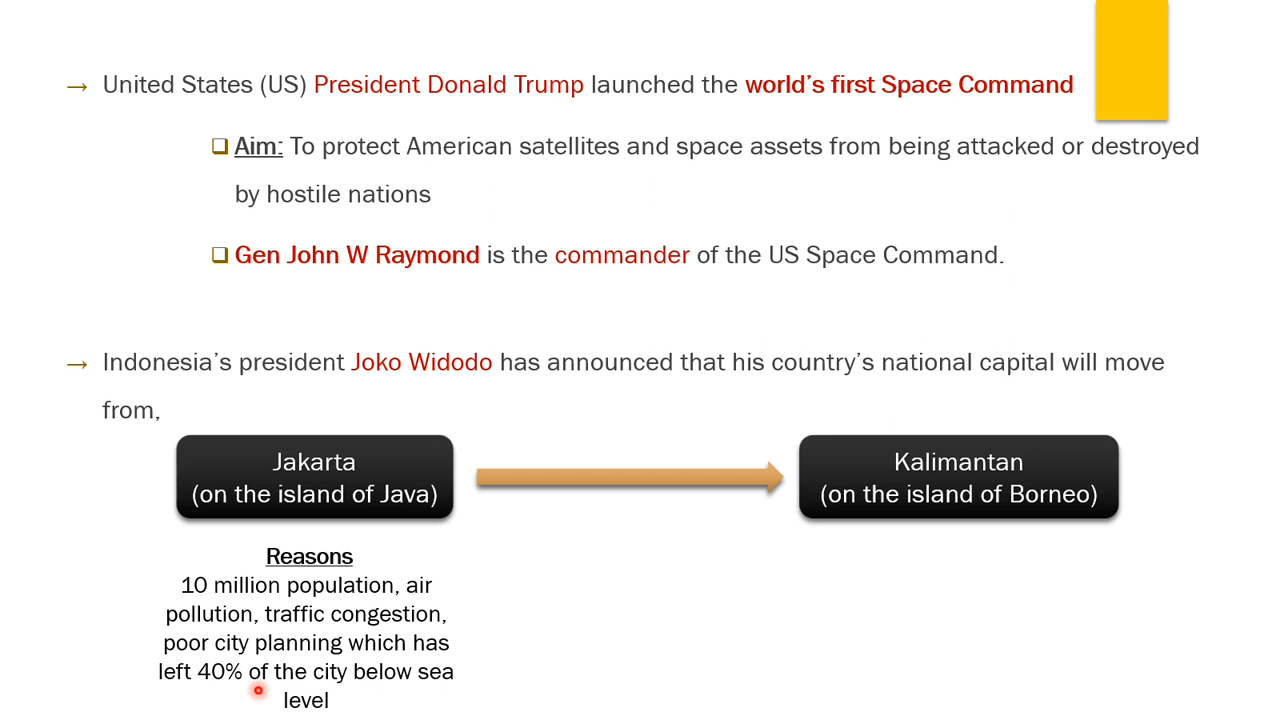 → United States (US) President Donald Trump launched the world's first Space Command
❑ Aim: To protect American satellites and space assets from being attacked or destroyed
by hostile nations
❑ Gen John W Raymond is the commander of the US Space Command.
→ Indonesia's president Joko Widodo has announced that his country's national capital will move
from,
Jakarta
(on the island of Java)
Kalimantan
(on the island of Borneo)
Reasons
10 million population, air
pollution, traffic congestion,
poor city planning which has
left 40% of the city below sea
level